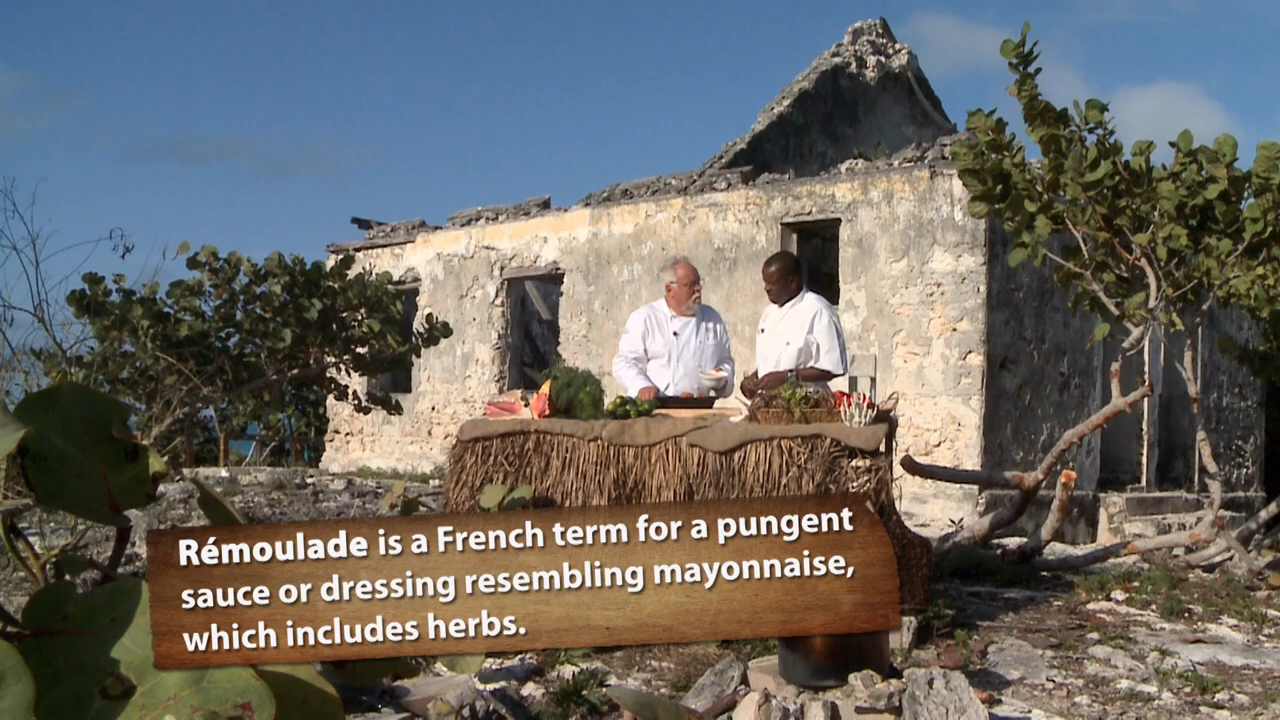 Rémoulade is a French term for a pungent
sauce or dressing resembling mayonnaise,
which includes herbs.